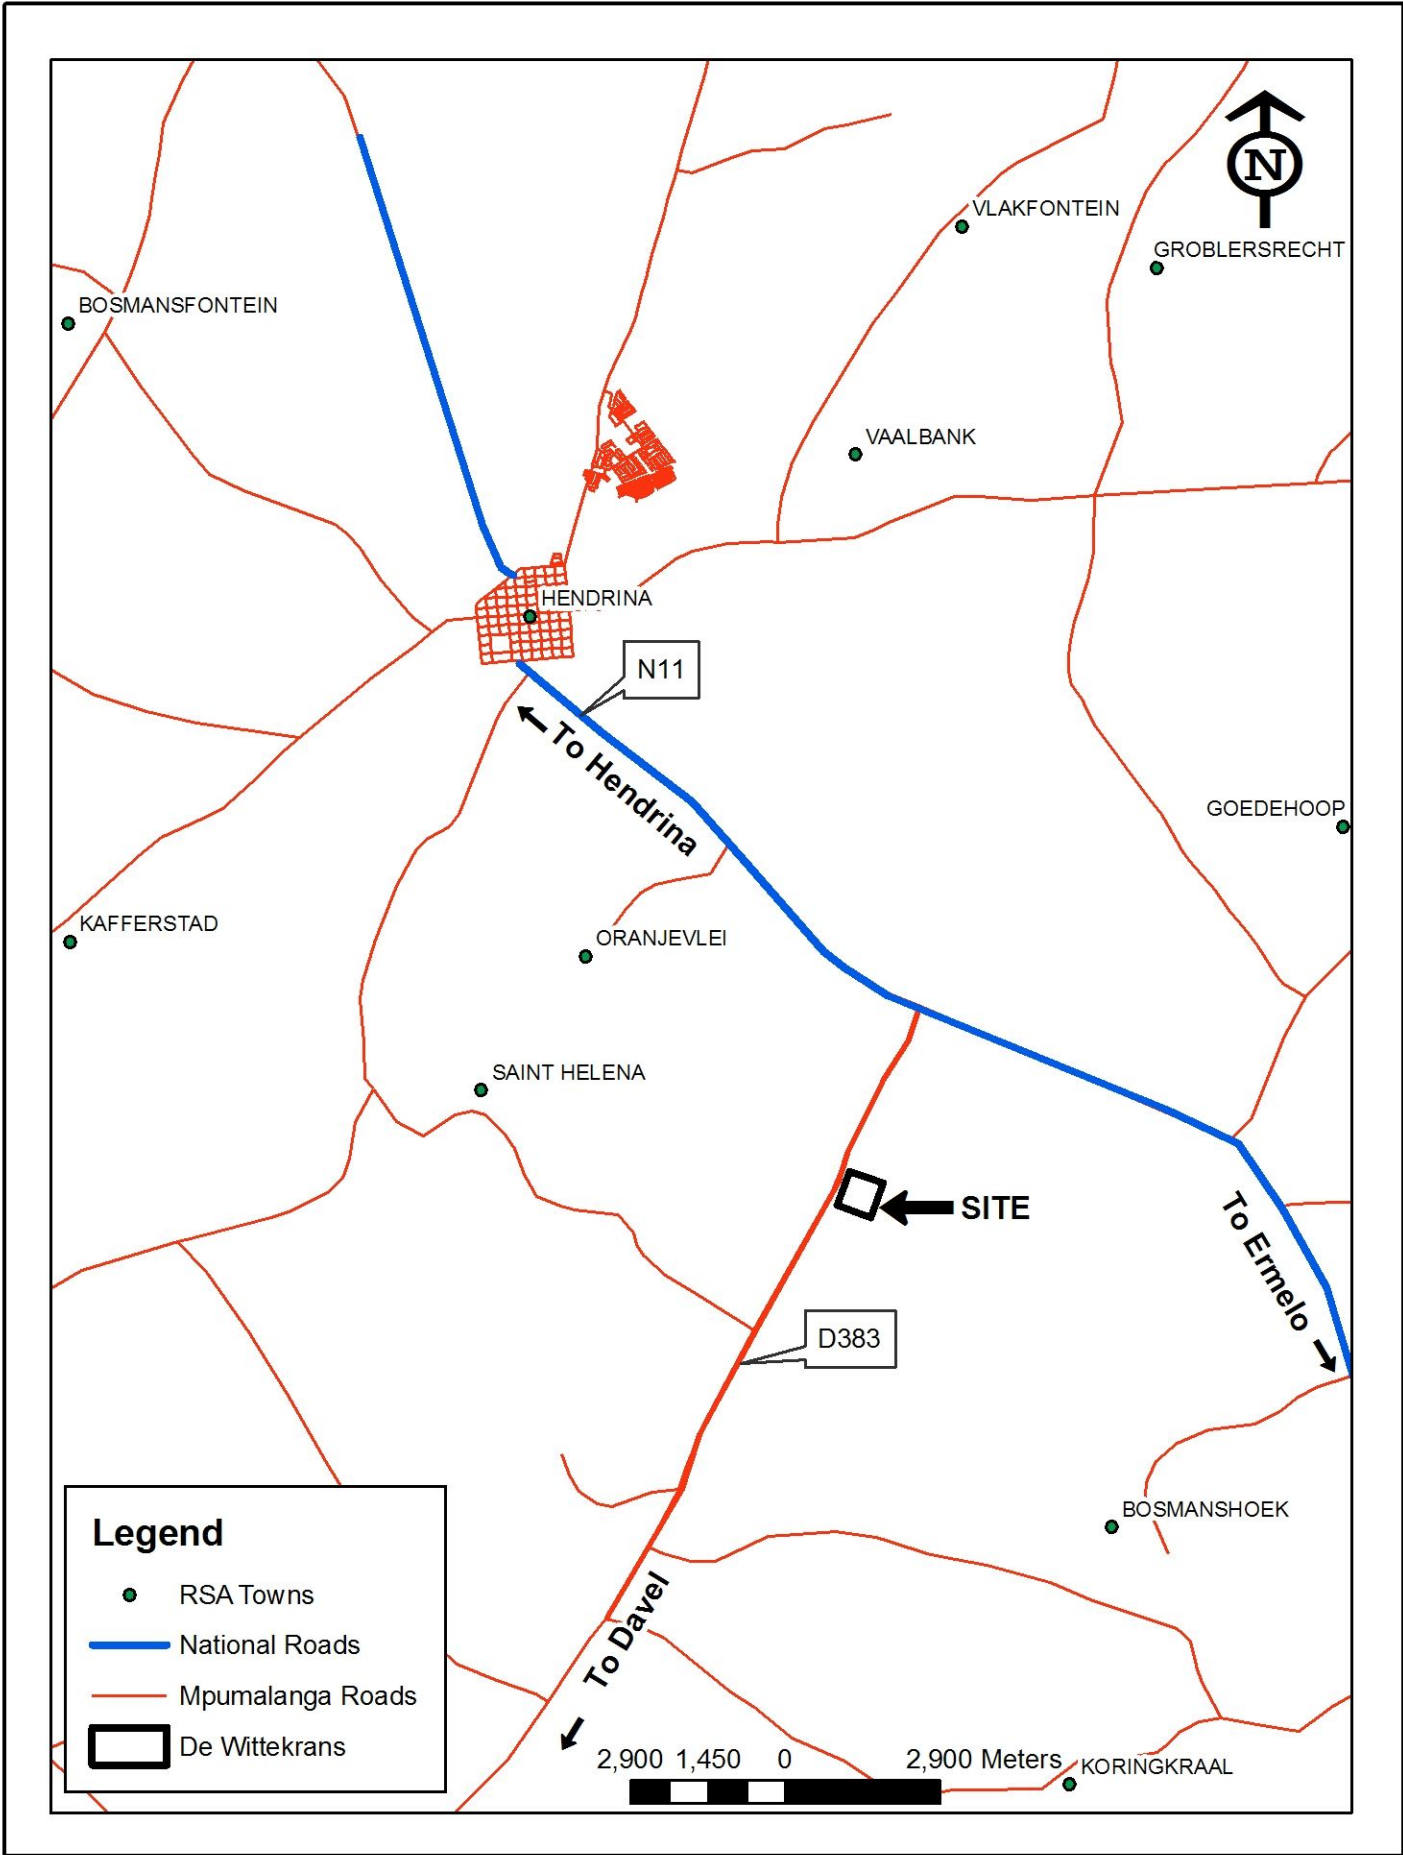 N
VLAKFONTEIN
GROBLERSRECHT
BOSMANSFONTEIN
VAALBANK
HENDRINA
N11
To Hendrina
GOEDEHOOP
KAFFERSTAD
ORANJEVLEI
SAINT HELENA
SITE
To Ermelo
D383
BOSMANSHOEK
To Davel
Legend
RSA Towns
National Roads
Mpumalanga Roads
De Wittekrans
2,900 1,450 0 2,900 Meters
KORINGKRAAL